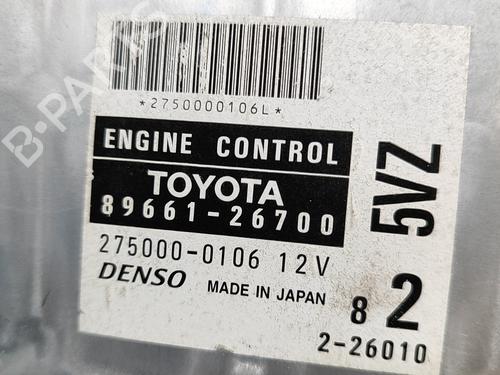 *2750000106L*
ENGINE CONTROL
TOYOTA
89661-26700
275000-0106 12V
DENSO MADE IN JAPAN
5VZ
8 2
2-26010
B-PARTS